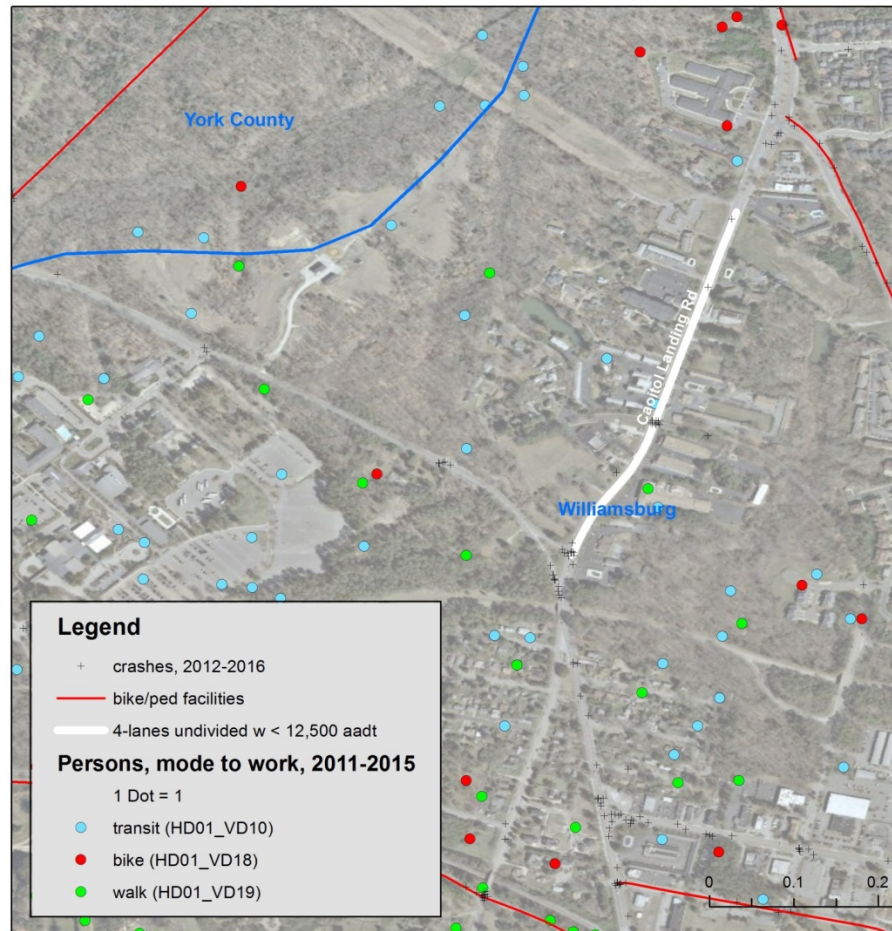 York County
Capitol Landing Rd
Williamsburg
Legend
crashes, 2012-2016
bike/ped facilities
4-lanes undivided w < 12,500 aadt
Persons, mode to work, 2011-2015
1 Dot = 1
transit (HD01_VD10)
bike (HD01_VD18)
walk (HD01_VD19)
0 0.1 0.2